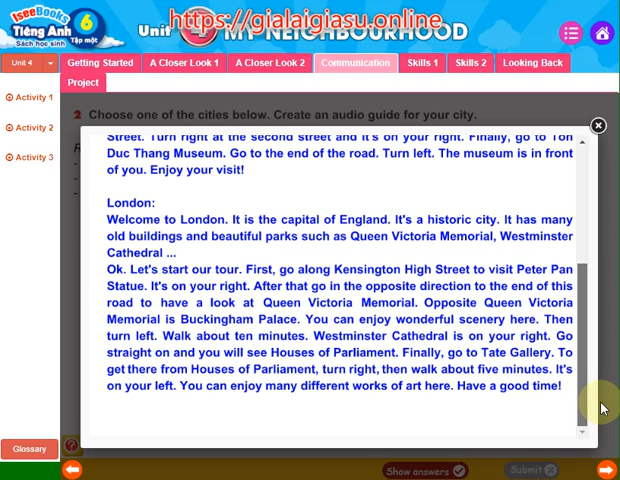 IseeBooks
Tiếng Anh 6
Sách học sinh Tập một
https://gialaigiasu.online
Unit 4 MY NEIGHBOURHOOD
Unit 4
Getting Started
A Closer Look 1
A Closer Look 2
Communication
Skills 1
Skills 2
Looking Back
Project
Activity 1
Activity 2
Activity 3
2 Choose one of the cities below. Create an audio guide for your city.
Street. Turn right at the second street and it's on your right. Finally, go to Ton
Duc Thang Museum. Go to the end of the road. Turn left. The museum is in front
of you. Enjoy your visit!
London:
Welcome to London. It is the capital of England. It's a historic city. It has many
old buildings and beautiful parks such as Queen Victoria Memorial, Westminster
Cathedral ...
Ok. Let's start our tour. First, go along Kensington High Street to visit Peter Pan
Statue. It's on your right. After that go in the opposite direction to the end of this
road to have a look at Queen Victoria Memorial. Opposite Queen Victoria
Memorial is Buckingham Palace. You can enjoy wonderful scenery here. Then
turn left. Walk about ten minutes. Westminster Cathedral is on your right. Go
straight on and you will see Houses of Parliament. Finally, go to Tate Gallery. To
get there from Houses of Parliament, turn right, then walk about five minutes. It's
on your left. You can enjoy many different works of art here. Have a good time!
Glossary
Show answers
Submit